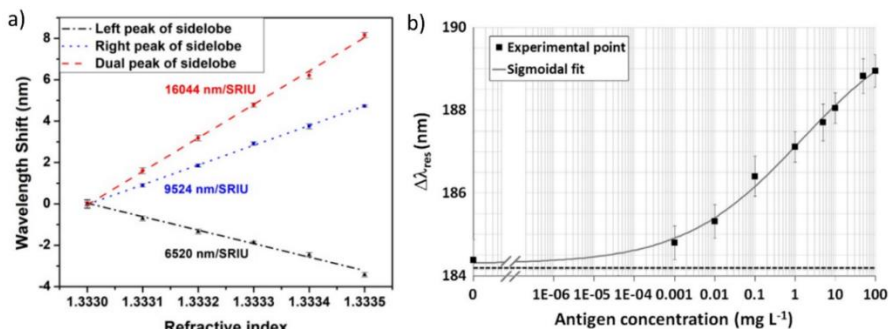 a)
Left peak of sidelobe
Right peak of sidelobe
Dual peak of sidelobe
16044 nm/SRIU
9524 nm/SRIU
6520 nm/SRIU
Wavelength Shift (nm)
8
6
4
2
0
-2
-4
1.3330 1.3331 1.3332 1.3333 1.3334 1.3335
Refractive index
b)
Experimental point
Sigmoidal fit
Δλres (nm)
190
188
186
184
0 1E-06 1E-05 1E-04 0.001 0.01 0.1 1 10 100
Antigen concentration (mg L⁻¹)